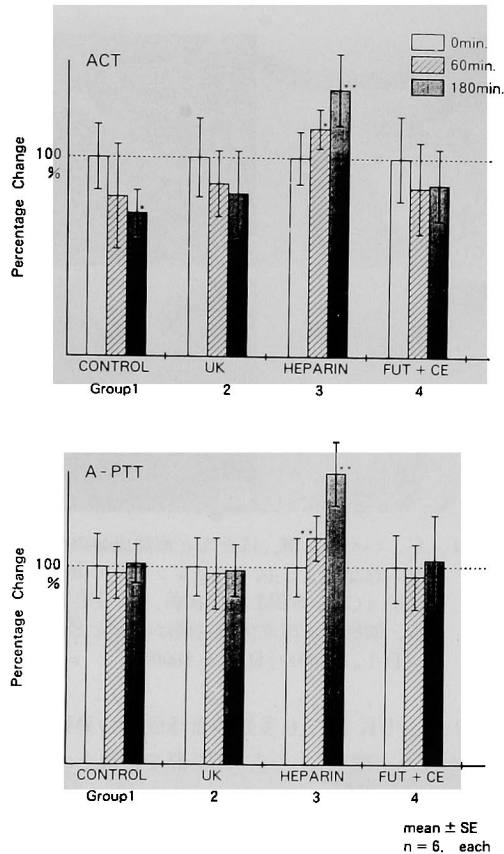 ACT
0min.
60min.
180min.
100
%
Percentage Change
*
* *
*
CONTROL UK HEPARIN FUT + CE
Group1 2 3 4
A - PTT
* *
* *
100
%
Percentage Change
CONTROL UK HEPARIN FUT + CE
Group1 2 3 4
mean ± SE
n = 6, each